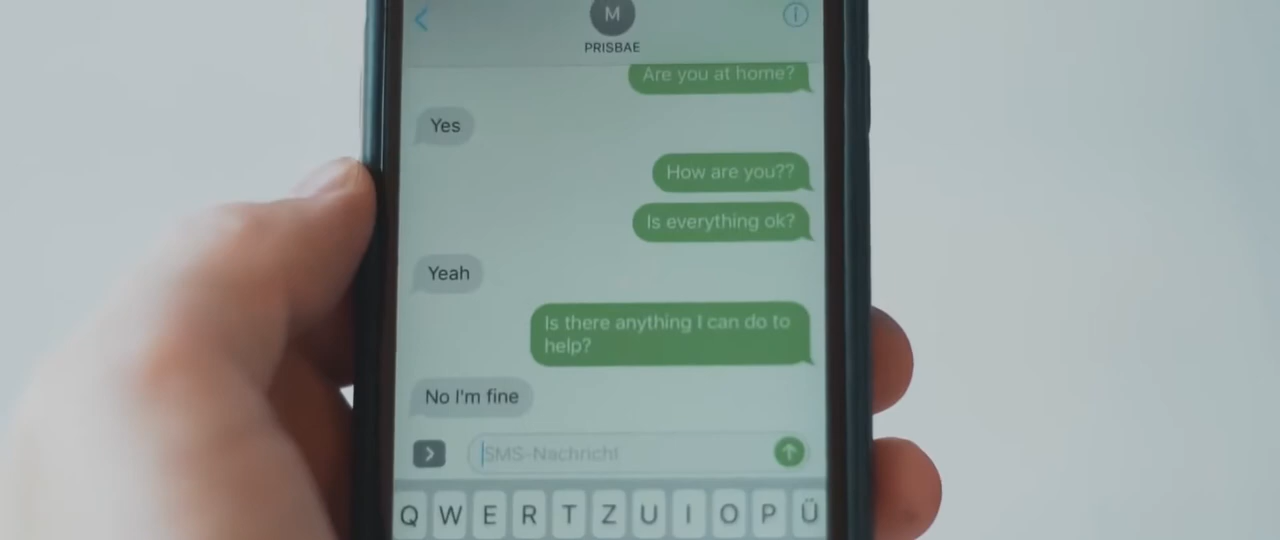 M
PRISBAE
Are you at home?
Yes
How are you??
Is everything ok?
Yeah
Is there anything I can do to
help?
No I'm fine
SMS-Nachricht
Q W E R T Z U I O P Ü